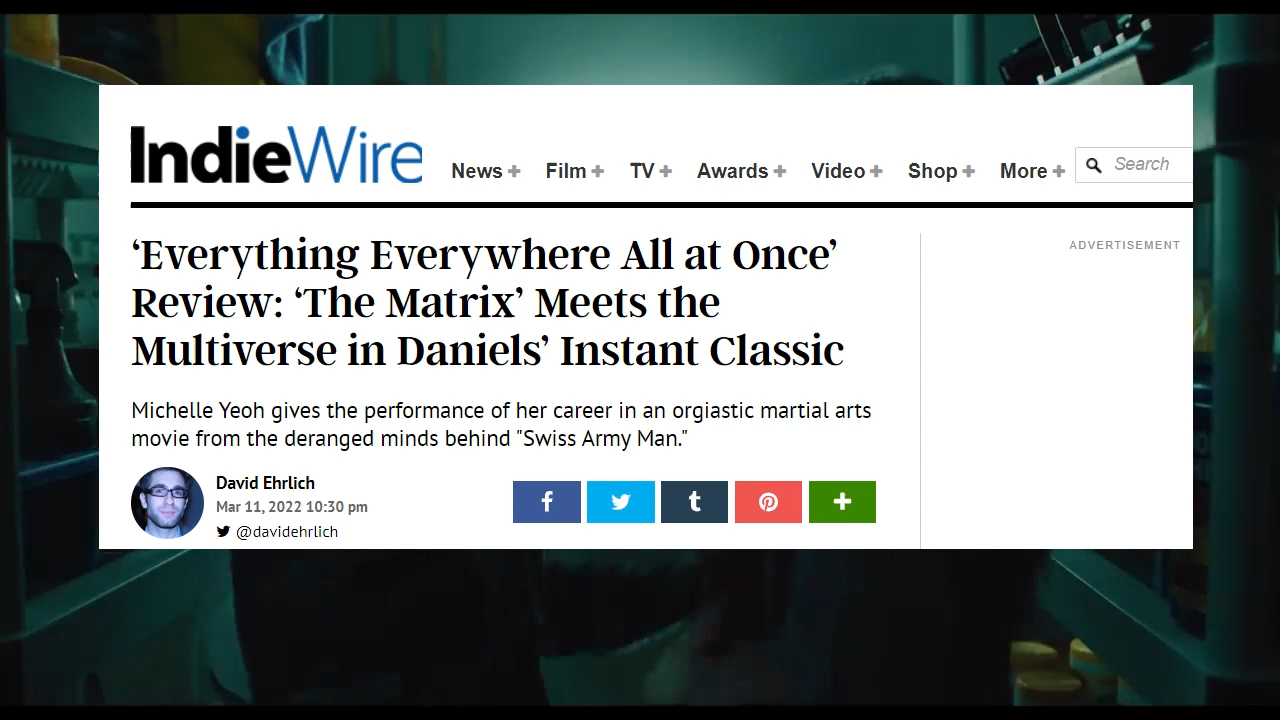 IndieWire
News + Film + TV + Awards + Video + Shop + More + Search
ADVERTISEMENT
‘Everything Everywhere All at Once’
Review: ‘The Matrix’ Meets the
Multiverse in Daniels’ Instant Classic
Michelle Yeoh gives the performance of her career in an orgiastic martial arts
movie from the deranged minds behind "Swiss Army Man."
David Ehrlich
Mar 11, 2022 10:30 pm
@davidehrlich